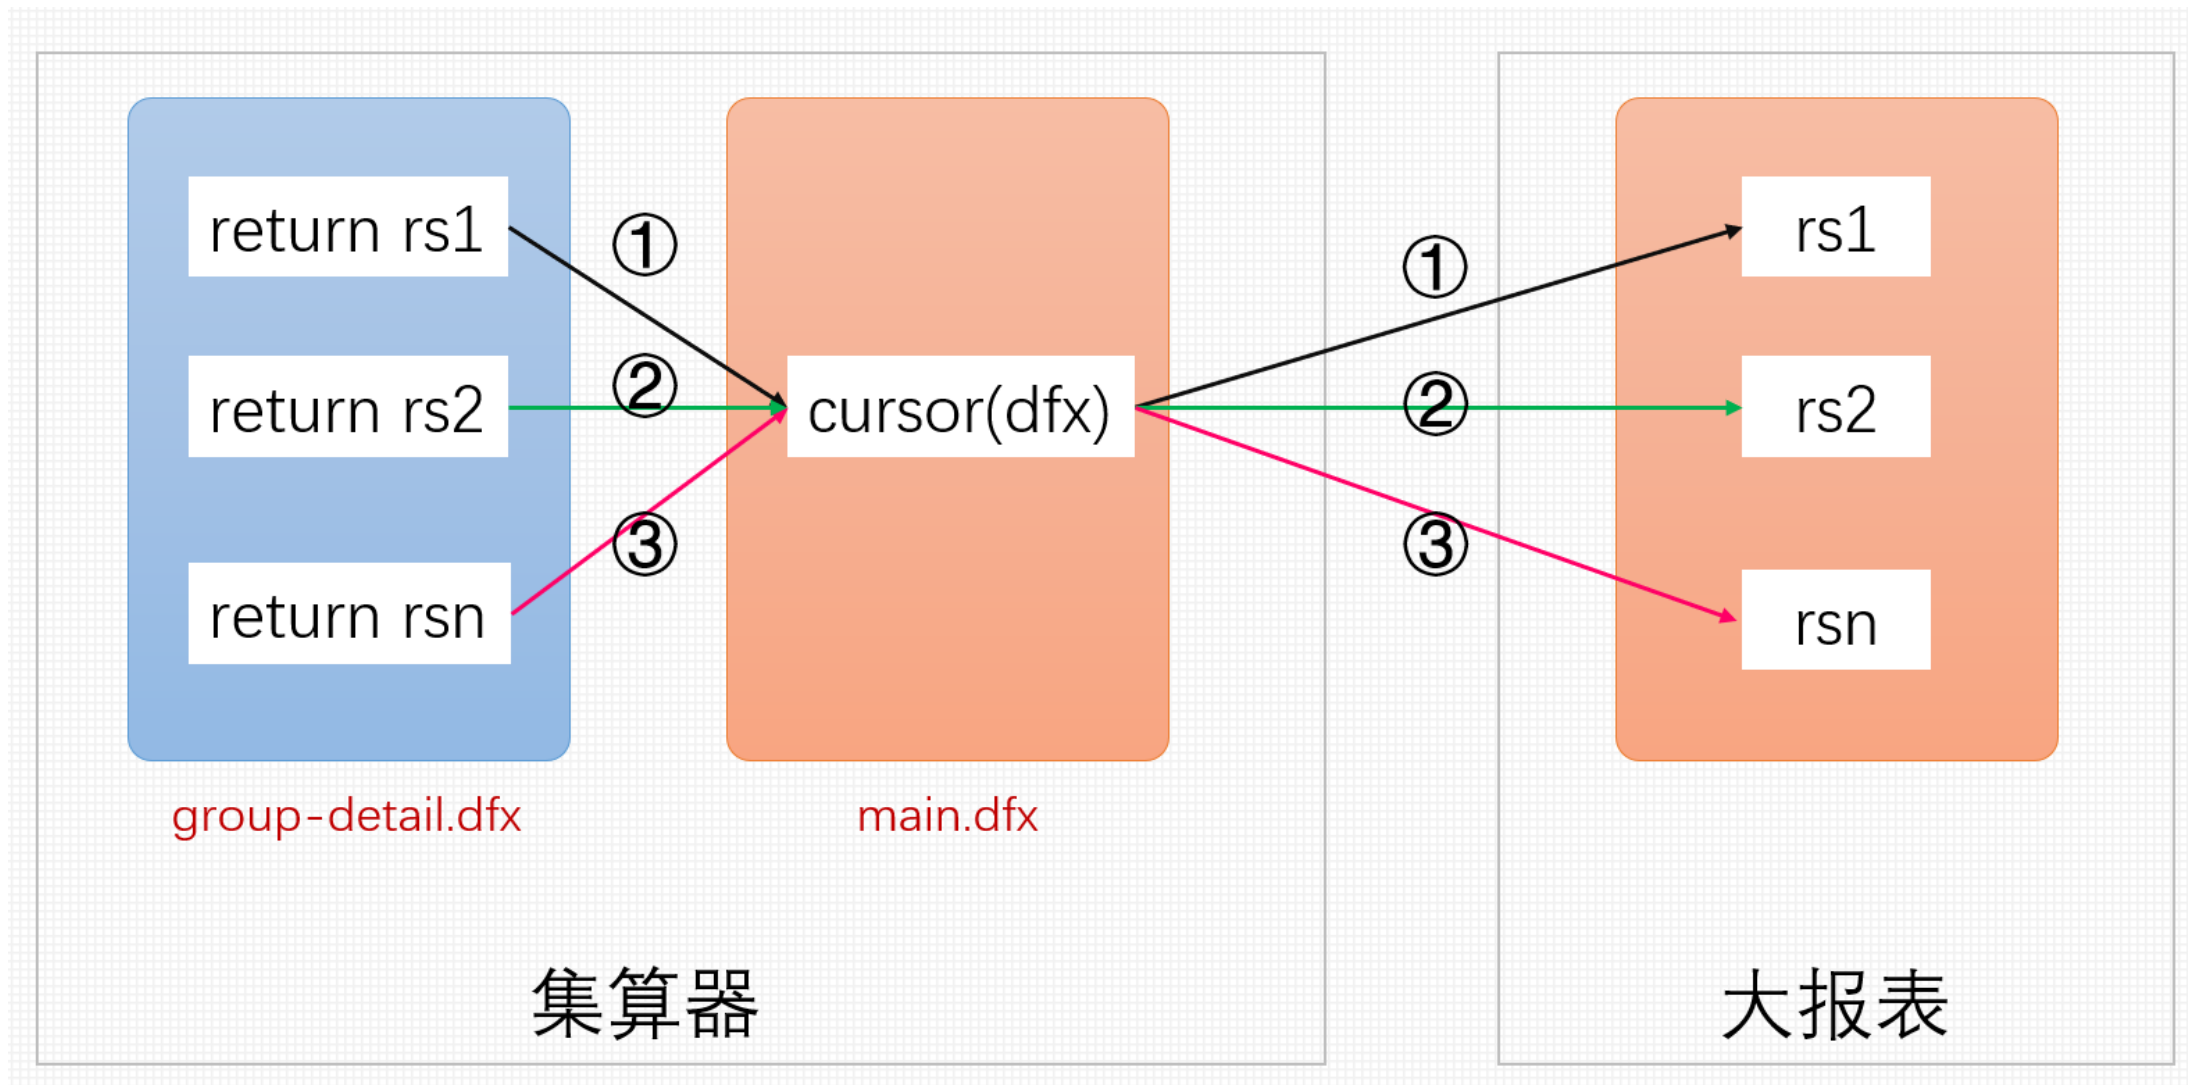 return rs1
①
①
rs1
return rs2
②
cursor(dfx)
②
rs2
return rsn
③
③
rsn
group-detail.dfx
main.dfx
集算器
大报表